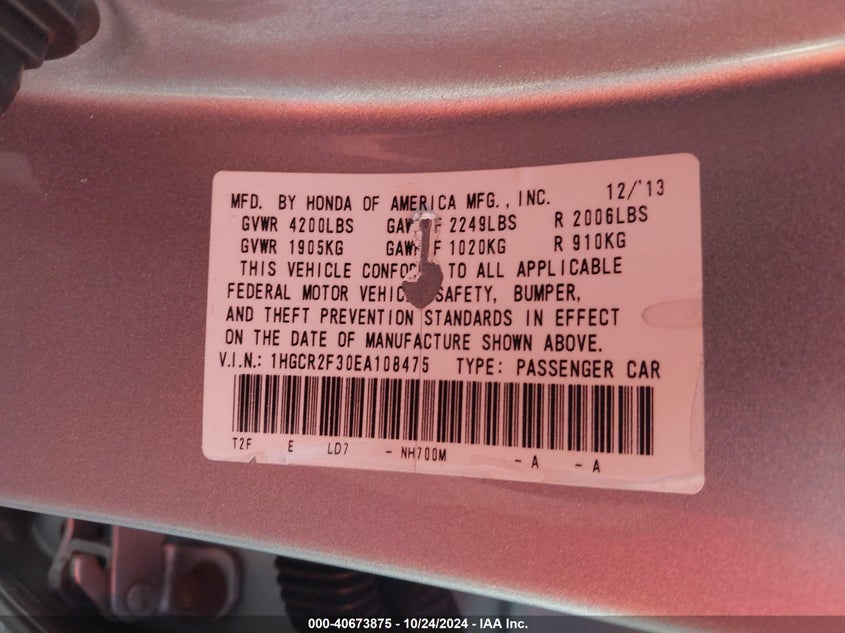 MFD. BY HONDA OF AMERICA MFG., INC. 12/'13
GVWR 4200LBS F 2249LBS R 2006LBS
GVWR 1905KG F 1020KG R 910KG
THIS VEHICLE TO ALL APPLICABLE
FEDERAL MOTOR SAFETY, BUMPER,
AND THEFT PREVENTION STANDARDS IN EFFECT
ON THE DATE OF MANUFACTURE SHOWN ABOVE.
V.I.N.: 1HGCR2F30EA108475 TYPE: PASSENGER CAR
T2F E LD7 - NH700M - A - A
000-40673875 - 10/24/2024 - IAA Inc.